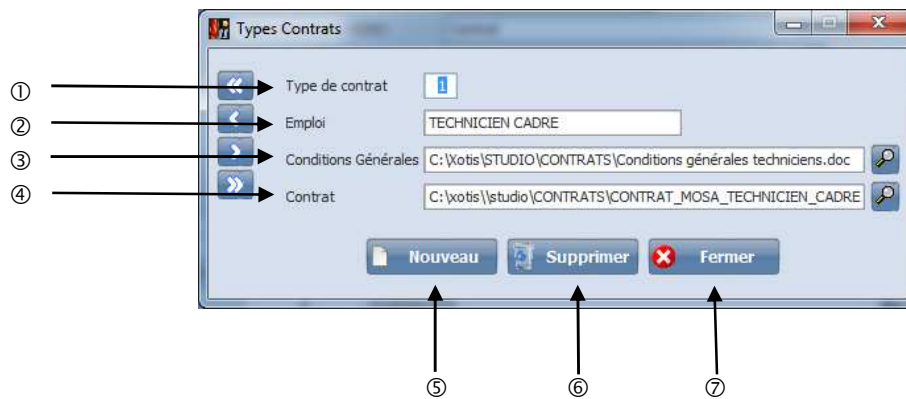 Types Contrats
① Type de contrat 1
② Emploi TECHNICIEN CADRE
③ Conditions Générales C:\Xotis\STUDIO\CONTRATS\Conditions générales techniciens.doc
④ Contrat C:\xotis\\studio\CONTRATS\CONTRAT_MOSA_TECHNICIEN_CADRE
Nouveau Supprimer Fermer
⑤ ⑥ ⑦